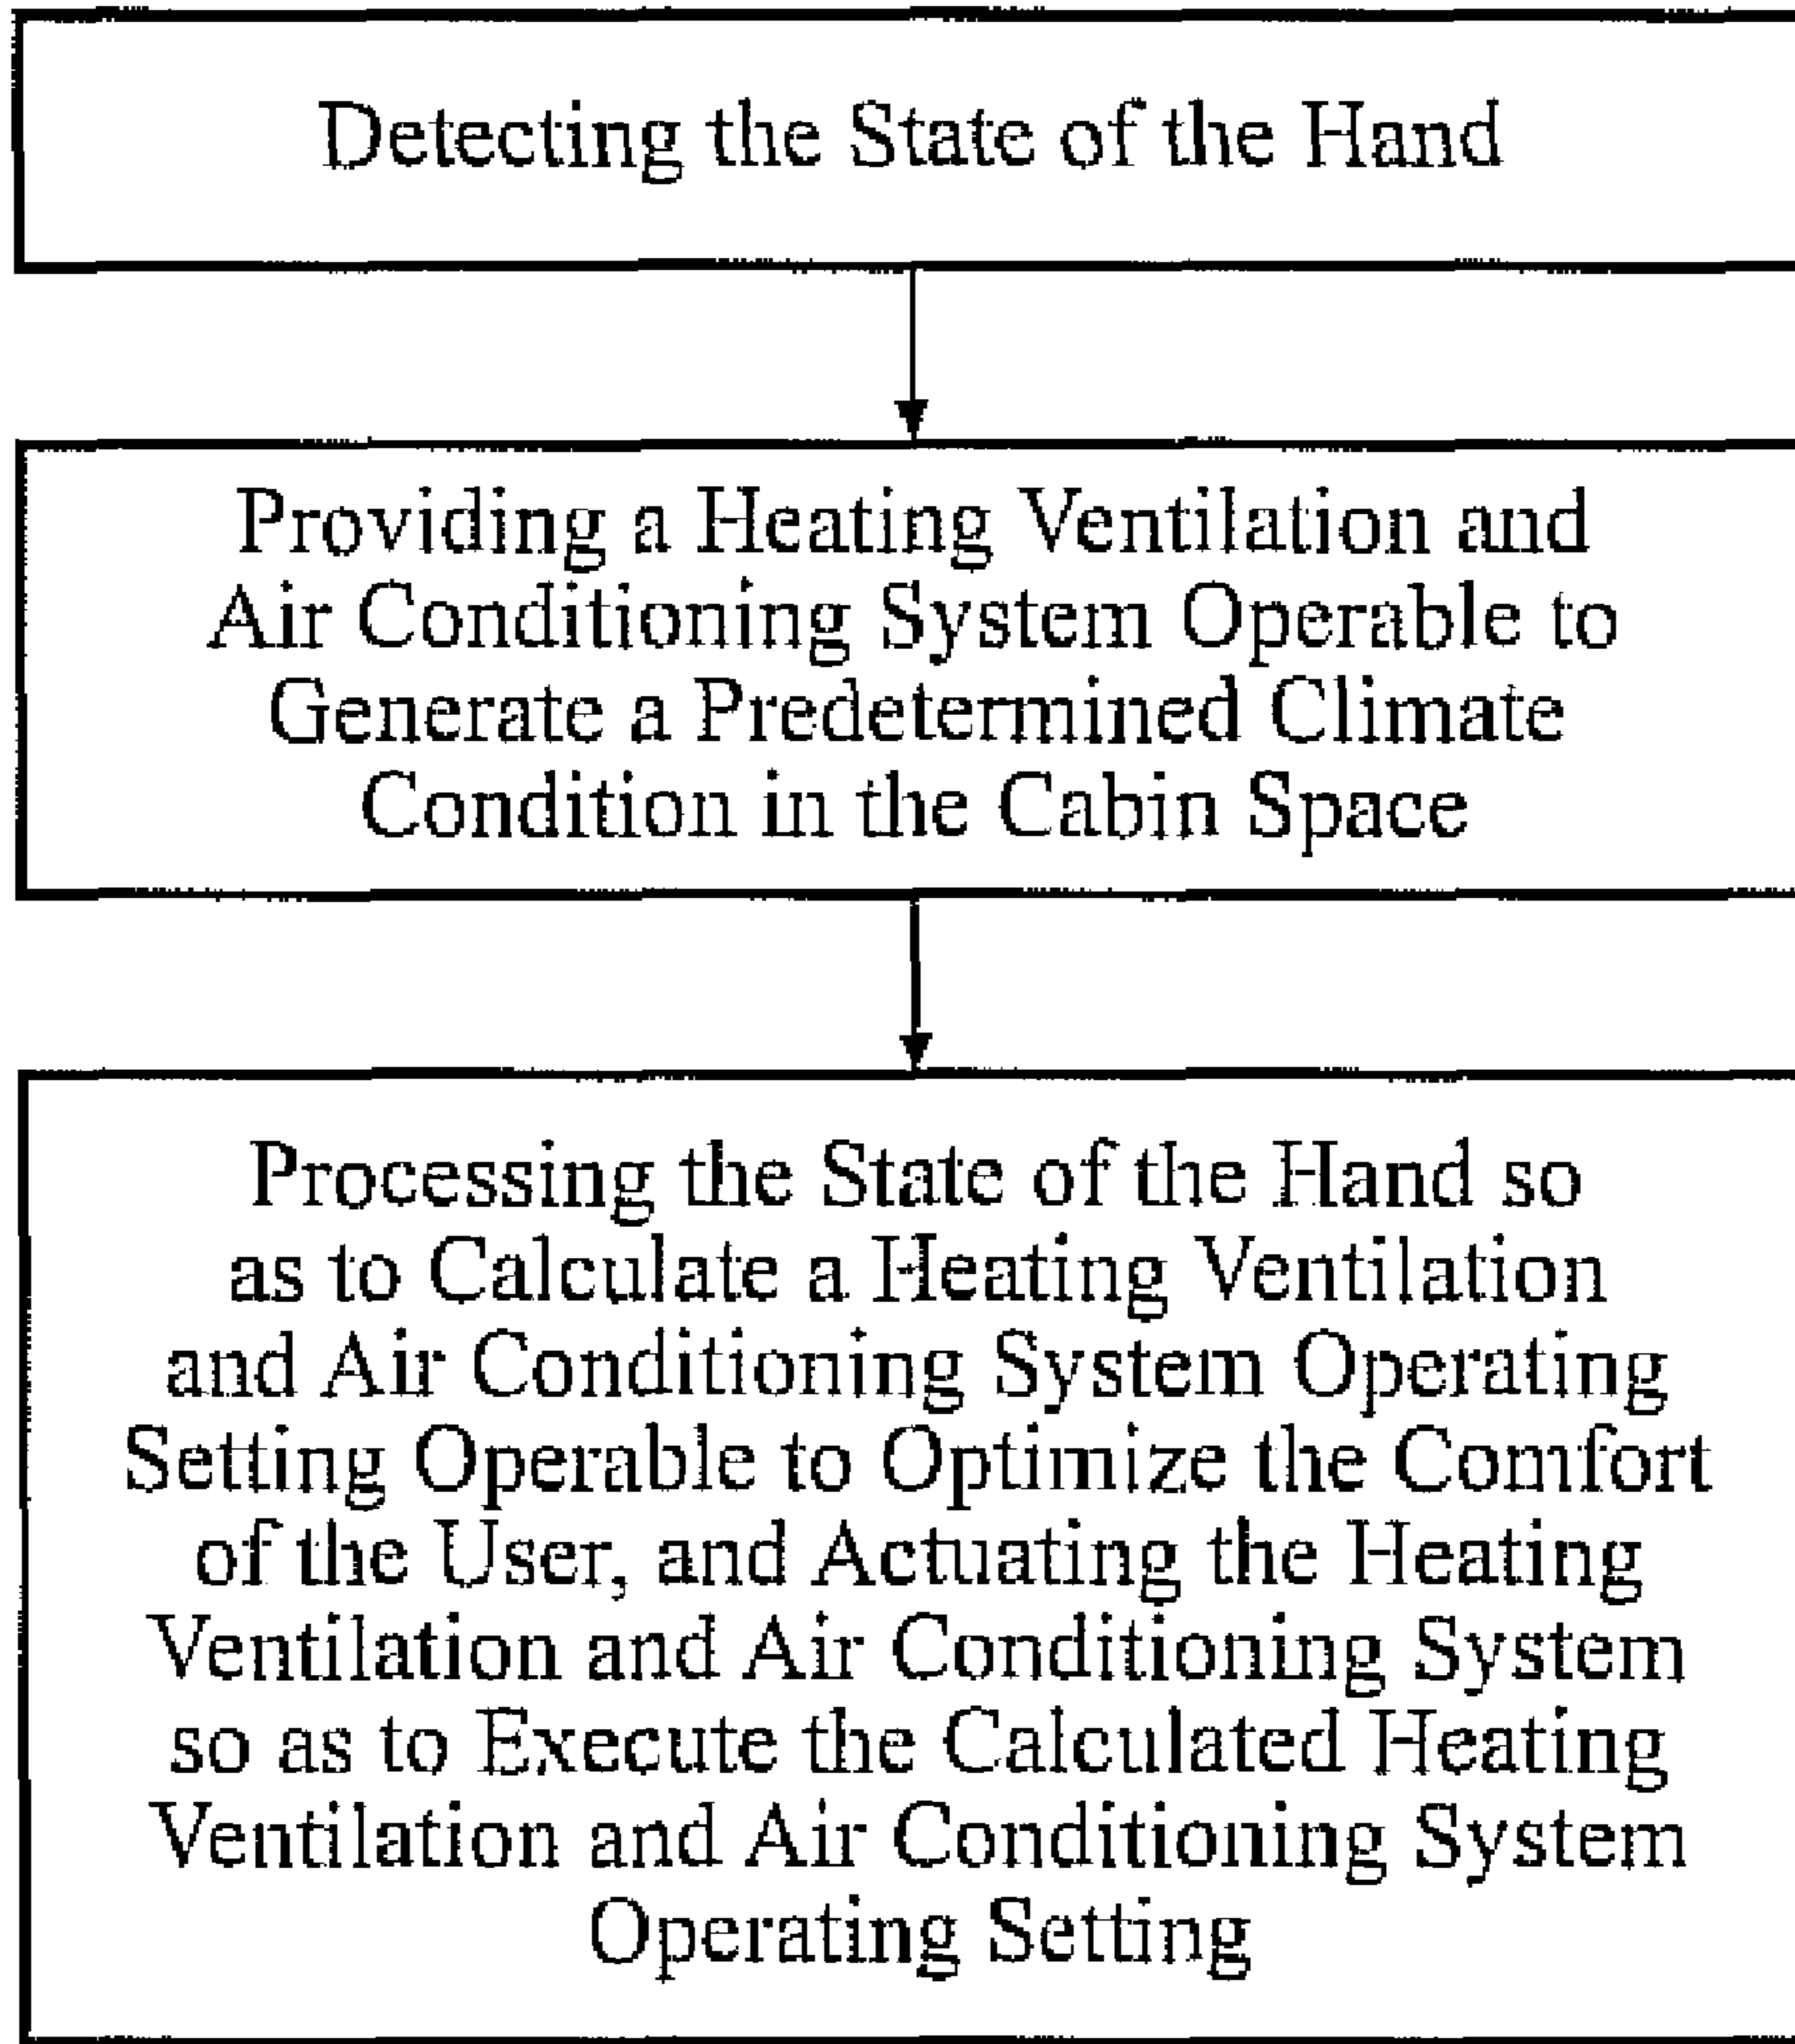 Detecting the State of the Hand
Providing a Heating Ventilation and
Air Conditioning System Operable to
Generate a Predetermined Climate
Condition in the Cabin Space
Processing the State of the Hand so
as to Calculate a Heating Ventilation
and Air Conditioning System Operating
Setting Operable to Optimize the Comfort
of the User, and Actuating the Heating
Ventilation and Air Conditioning System
so as to Execute the Calculated Heating
Ventilation and Air Conditioning System
Operating Setting